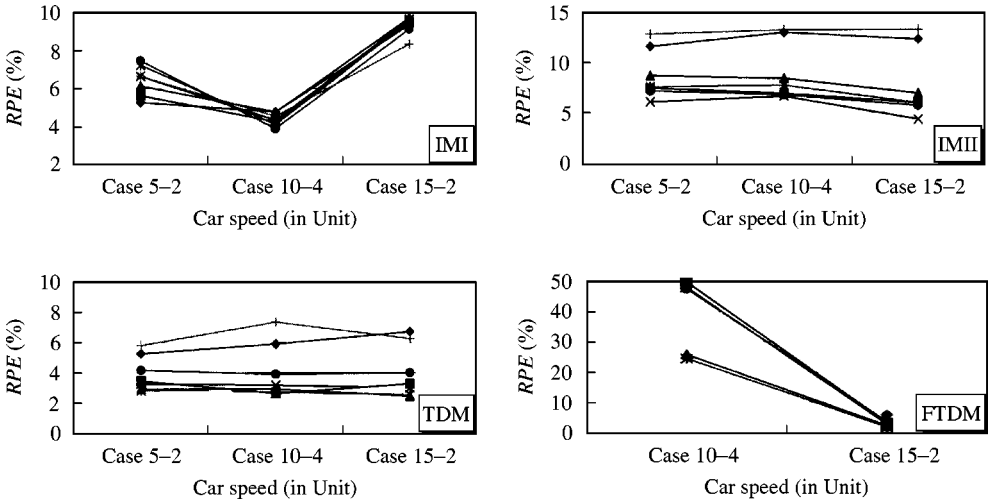 10
8
6
4
2
RPE (%)
IMI
Case 5–2
Case 10–4
Case 15–2
Car speed (in Unit)
15
10
5
0
RPE (%)
IMII
Case 5–2
Case 10–4
Case 15–2
Car speed (in Unit)
10
8
6
4
2
0
RPE (%)
TDM
Case 5–2
Case 10–4
Case 15–2
Car speed (in Unit)
50
40
30
20
10
0
RPE (%)
FTDM
Case 10–4
Case 15–2
Car speed (in Unit)